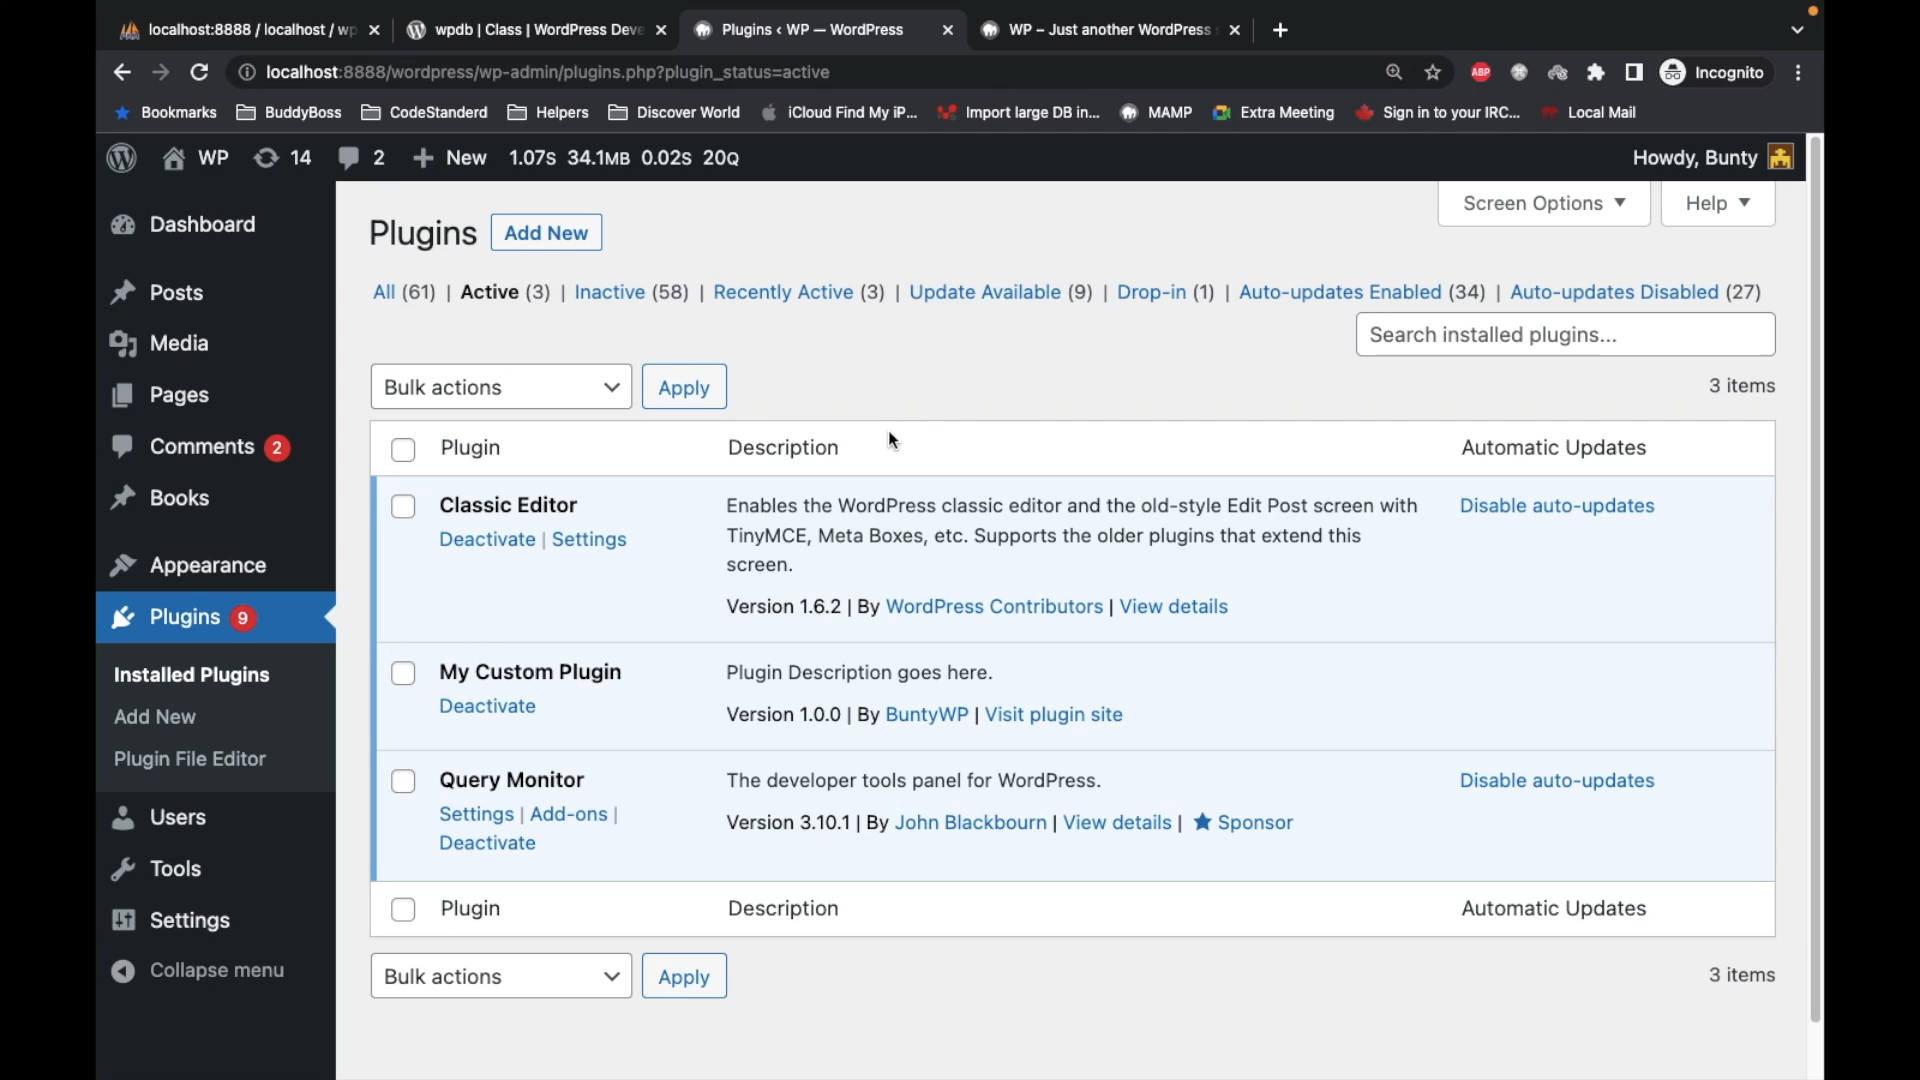 localhost:8888 / localhost / wp
wpdb | Class | WordPress Deve
Plugins ‹ WP — WordPress
WP – Just another WordPress
localhost:8888/wordpress/wp-admin/plugins.php?plugin_status=active
ABP
Incognito
Bookmarks
BuddyBoss
CodeStanderd
Helpers
Discover World
iCloud Find My iP...
Import large DB in...
MAMP
Extra Meeting
Sign in to your IRC...
Local Mail
WP
14
2
New
1.07S 34.1MB 0.02S 20Q
Howdy, Bunty
Dashboard
Posts
Media
Pages
Comments 2
Books
Appearance
Plugins 9
Installed Plugins
Add New
Plugin File Editor
Users
Tools
Settings
Collapse menu
Screen Options
Help
Plugins
Add New
All (61) | Active (3) | Inactive (58) | Recently Active (3) | Update Available (9) | Drop-in (1) | Auto-updates Enabled (34) | Auto-updates Disabled (27)
Search installed plugins...
Bulk actions
Apply
3 items
Plugin
Description
Automatic Updates
Classic Editor
Deactivate | Settings
Enables the WordPress classic editor and the old-style Edit Post screen with
TinyMCE, Meta Boxes, etc. Supports the older plugins that extend this
screen.
Version 1.6.2 | By WordPress Contributors | View details
Disable auto-updates
My Custom Plugin
Deactivate
Plugin Description goes here.
Version 1.0.0 | By BuntyWP | Visit plugin site
Query Monitor
Settings | Add-ons |
Deactivate
The developer tools panel for WordPress.
Version 3.10.1 | By John Blackbourn | View details | Sponsor
Disable auto-updates
Plugin
Description
Automatic Updates
Bulk actions
Apply
3 items